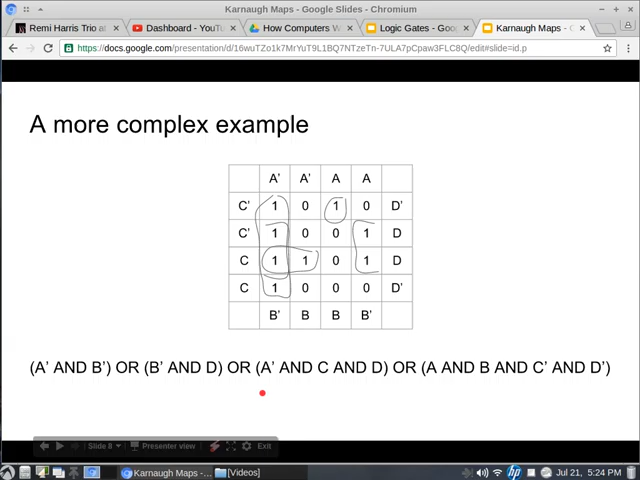 Karnaugh Maps - Google Slides - Chromium
Remi Harris Trio at
Dashboard - YouTu
How Computers W
Logic Gates - Goog
Karnaugh Maps - G
https://docs.google.com/presentation/d/16wuTZo1k7MrYuT9L1BQ7NTzeTn-7ULA7pCpaw3FLC8Q/edit#slide=id.p
A more complex example
A' A' A A
C' 1 0 1 0 D'
C' 1 0 0 1 D
C 1 1 0 1 D
C 1 0 0 0 D'
B' B B B'
(A' AND B') OR (B' AND D) OR (A' AND C AND D) OR (A AND B AND C' AND D')
Slide 8 Presenter view Exit
Karnaugh Maps -... [Videos] hp Jul 21, 5:24 PM